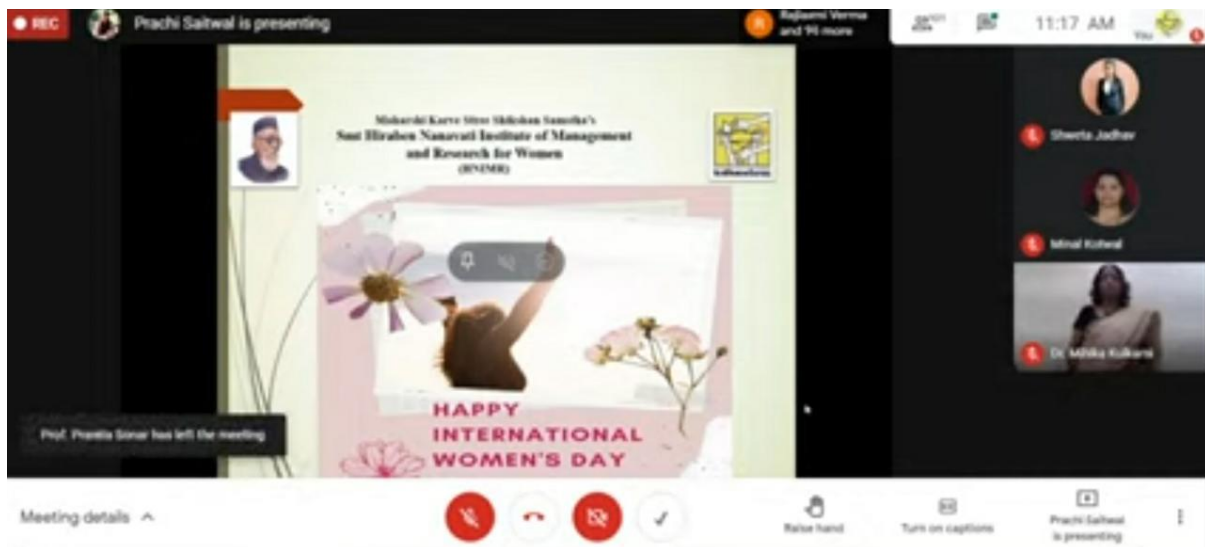 REC
Prachi Saitwal is presenting
Rajlaxmi Verma
and 91 more
11:17 AM
You
Maharshi Karve Stree Shikshan Samstha's
Smt Hiraben Nanavati Institute of Management
and Research for Women
(HNIMR)
Shweta Jadhav
Minal Kotwal
Dr. Mihika Kulkarni
HAPPY
INTERNATIONAL
WOMEN'S DAY
Prof. Sonar has left the meeting
Meeting details
Raise hand
Turn on captions
Prachi Saitwal
is presenting